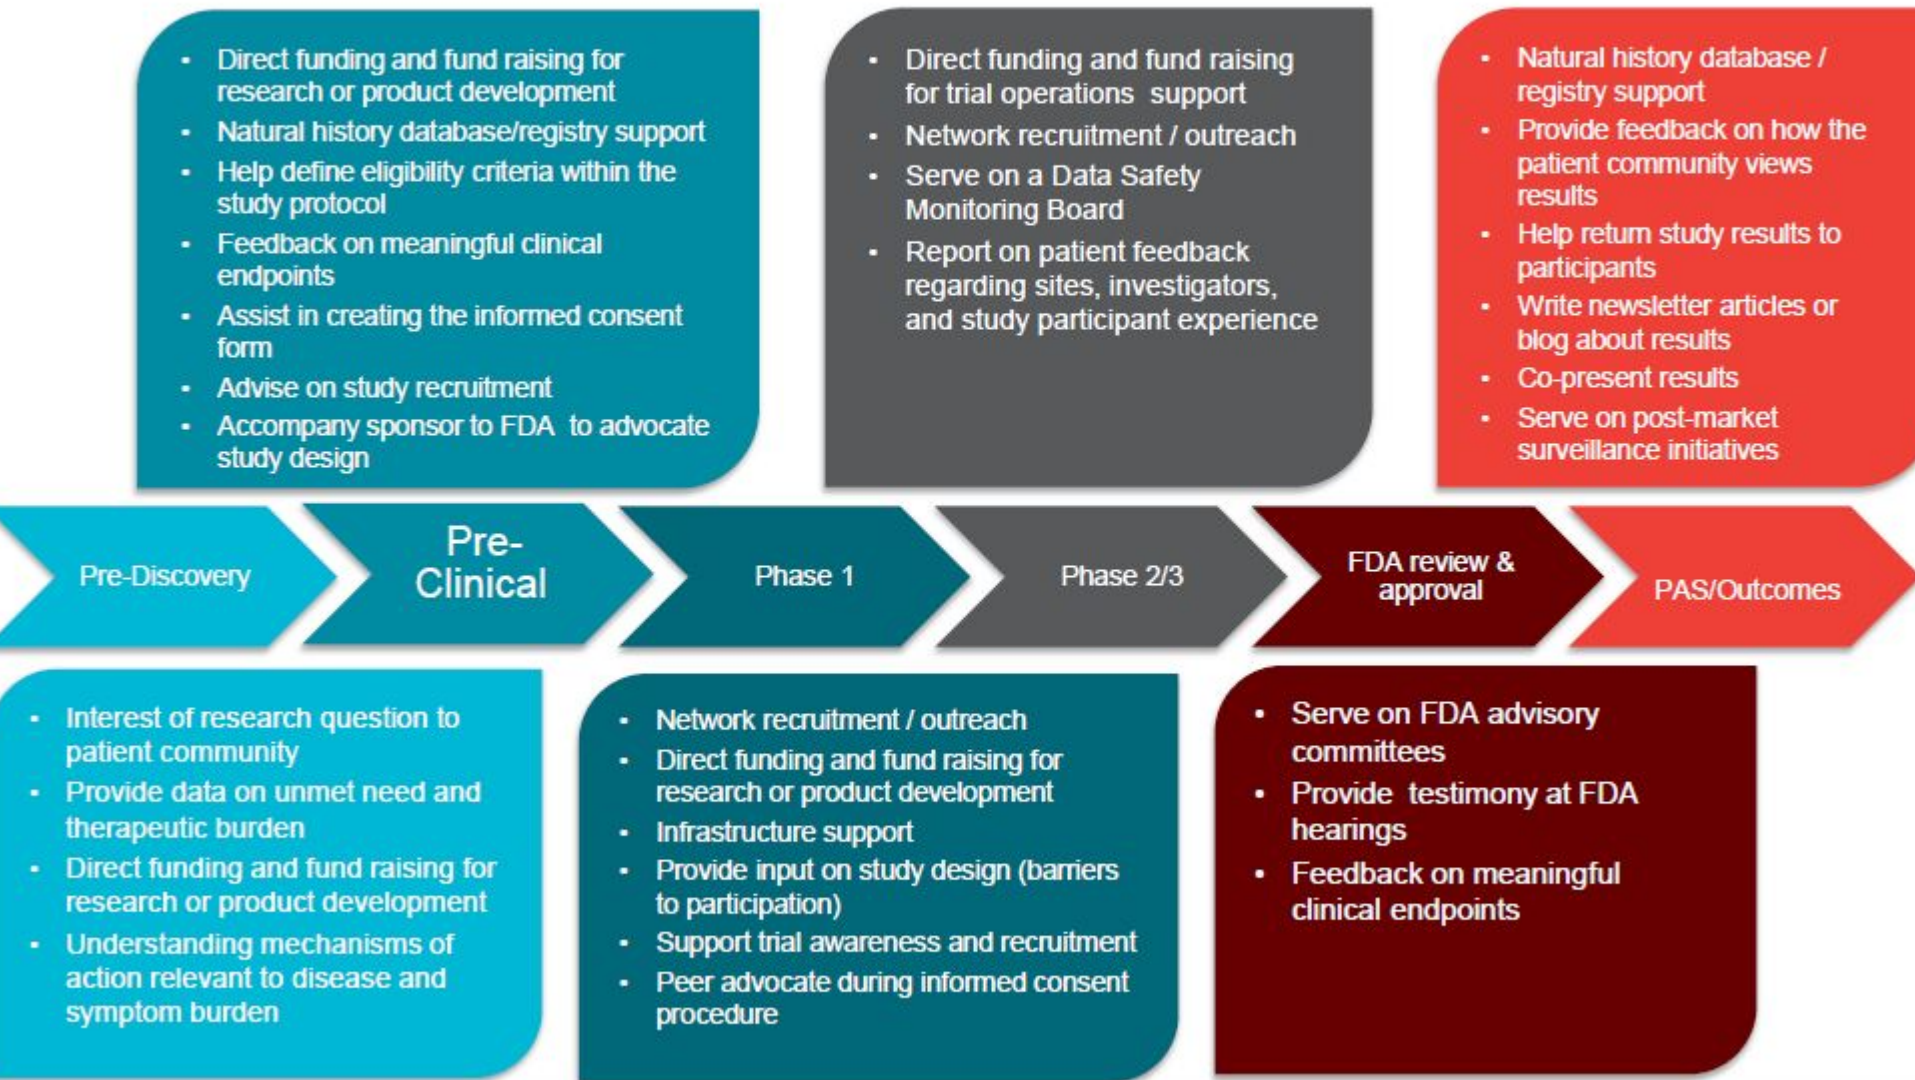 • Direct funding and fund raising for
research or product development
• Natural history database/registry support
• Help define eligibility criteria within the
study protocol
• Feedback on meaningful clinical
endpoints
• Assist in creating the informed consent
form
• Advise on study recruitment
• Accompany sponsor to FDA to advocate
study design
• Direct funding and fund raising
for trial operations support
• Network recruitment / outreach
• Serve on a Data Safety
Monitoring Board
• Report on patient feedback
regarding sites, investigators,
and study participant experience
• Natural history database /
registry support
• Provide feedback on how the
patient community views
results
• Help return study results to
participants
• Write newsletter articles or
blog about results
• Co-present results
• Serve on post-market
surveillance initiatives
Pre-Discovery
Pre-
Clinical
Phase 1
Phase 2/3
FDA review &
approval
PAS/Outcomes
• Interest of research question to
patient community
• Provide data on unmet need and
therapeutic burden
• Direct funding and fund raising for
research or product development
• Understanding mechanisms of
action relevant to disease and
symptom burden
• Network recruitment / outreach
• Direct funding and fund raising for
research or product development
• Infrastructure support
• Provide input on study design (barriers
to participation)
• Support trial awareness and recruitment
• Peer advocate during informed consent
procedure
• Serve on FDA advisory
committees
• Provide testimony at FDA
hearings
• Feedback on meaningful
clinical endpoints